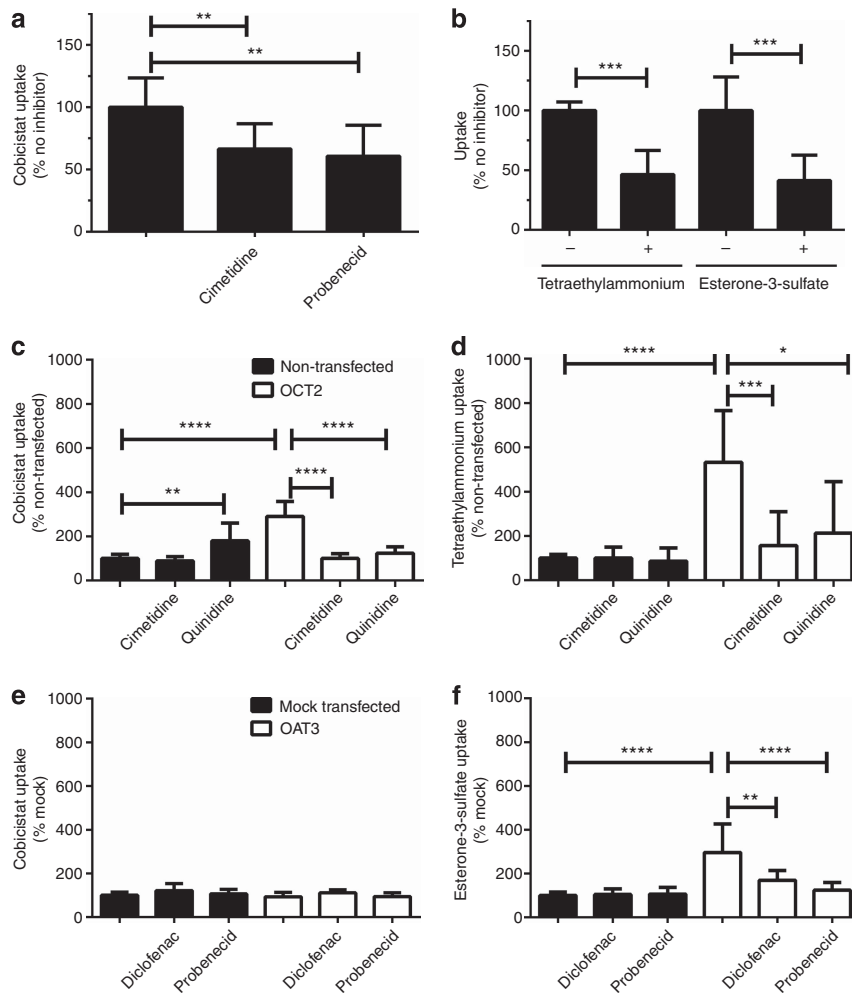 a
Cobicistat uptake
(% no inhibitor)
150
100
50
0
**
**
Cimetidine
Probenecid
b
Uptake
(% no inhibitor)
150
100
50
0
***
***
– + – +
Tetraethylammonium Esterone-3-sulfate
c
Cobicistat uptake
(% non-transfected)
1000
800
600
400
200
0
Non-transfected
OCT2
**** ****
****
**
Cimetidine
Quinidine
Cimetidine
Quinidine
d
Tetraethylammonium uptake
(% non-transfected)
1000
800
600
400
200
0
**** *
***
Cimetidine
Quinidine
Cimetidine
Quinidine
e
Cobicistat uptake
(% mock)
1000
800
600
400
200
0
Mock transfected
OAT3
Diclofenac
Probenecid
Diclofenac
Probenecid
f
Esterone-3-sulfate uptake
(% mock)
1000
800
600
400
200
0
**** ****
**
Diclofenac
Probenecid
Diclofenac
Probenecid